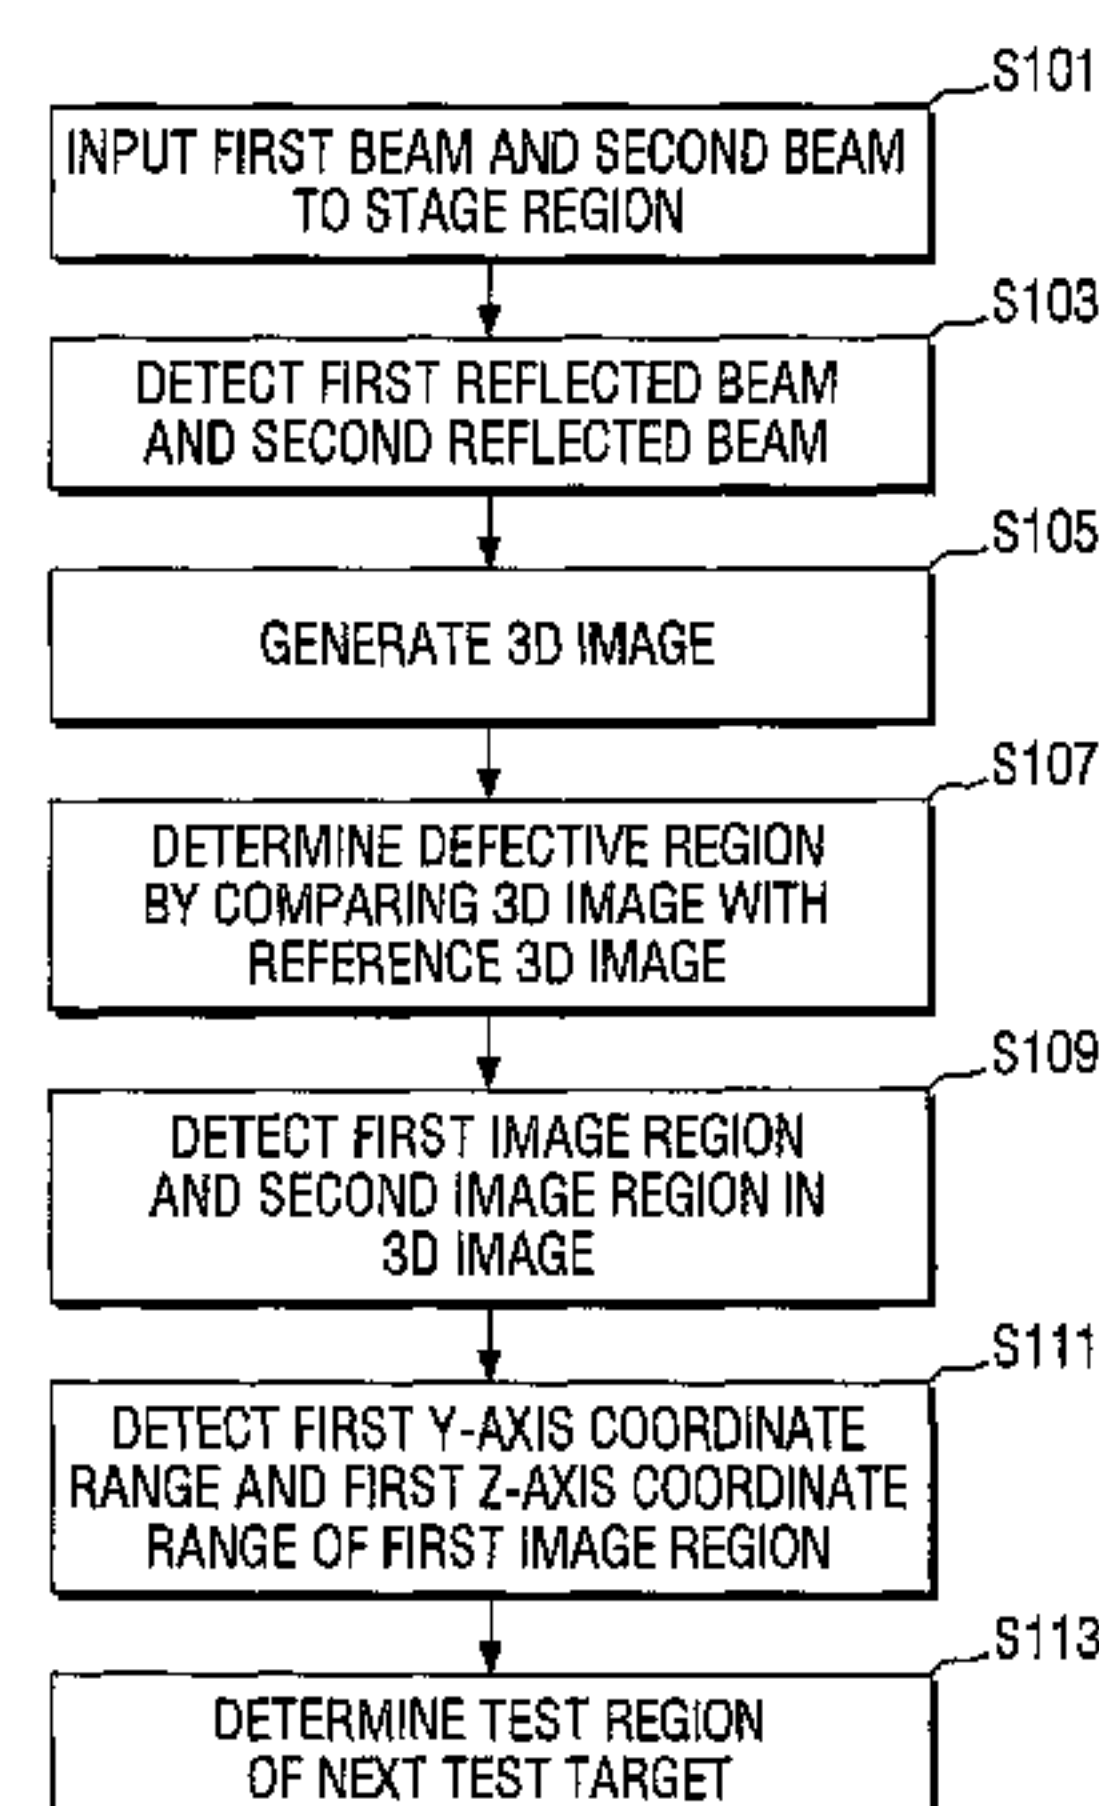 S101
INPUT FIRST BEAM AND SECOND BEAM
TO STAGE REGION
S103
DETECT FIRST REFLECTED BEAM
AND SECOND REFLECTED BEAM
S105
GENERATE 3D IMAGE
S107
DETERMINE DEFECTIVE REGION
BY COMPARING 3D IMAGE WITH
REFERENCE 3D IMAGE
S109
DETECT FIRST IMAGE REGION
AND SECOND IMAGE REGION IN
3D IMAGE
S111
DETECT FIRST Y-AXIS COORDINATE
RANGE AND FIRST Z-AXIS COORDINATE
RANGE OF FIRST IMAGE REGION
S113
DETERMINE TEST REGION
OF NEXT TEST TARGET